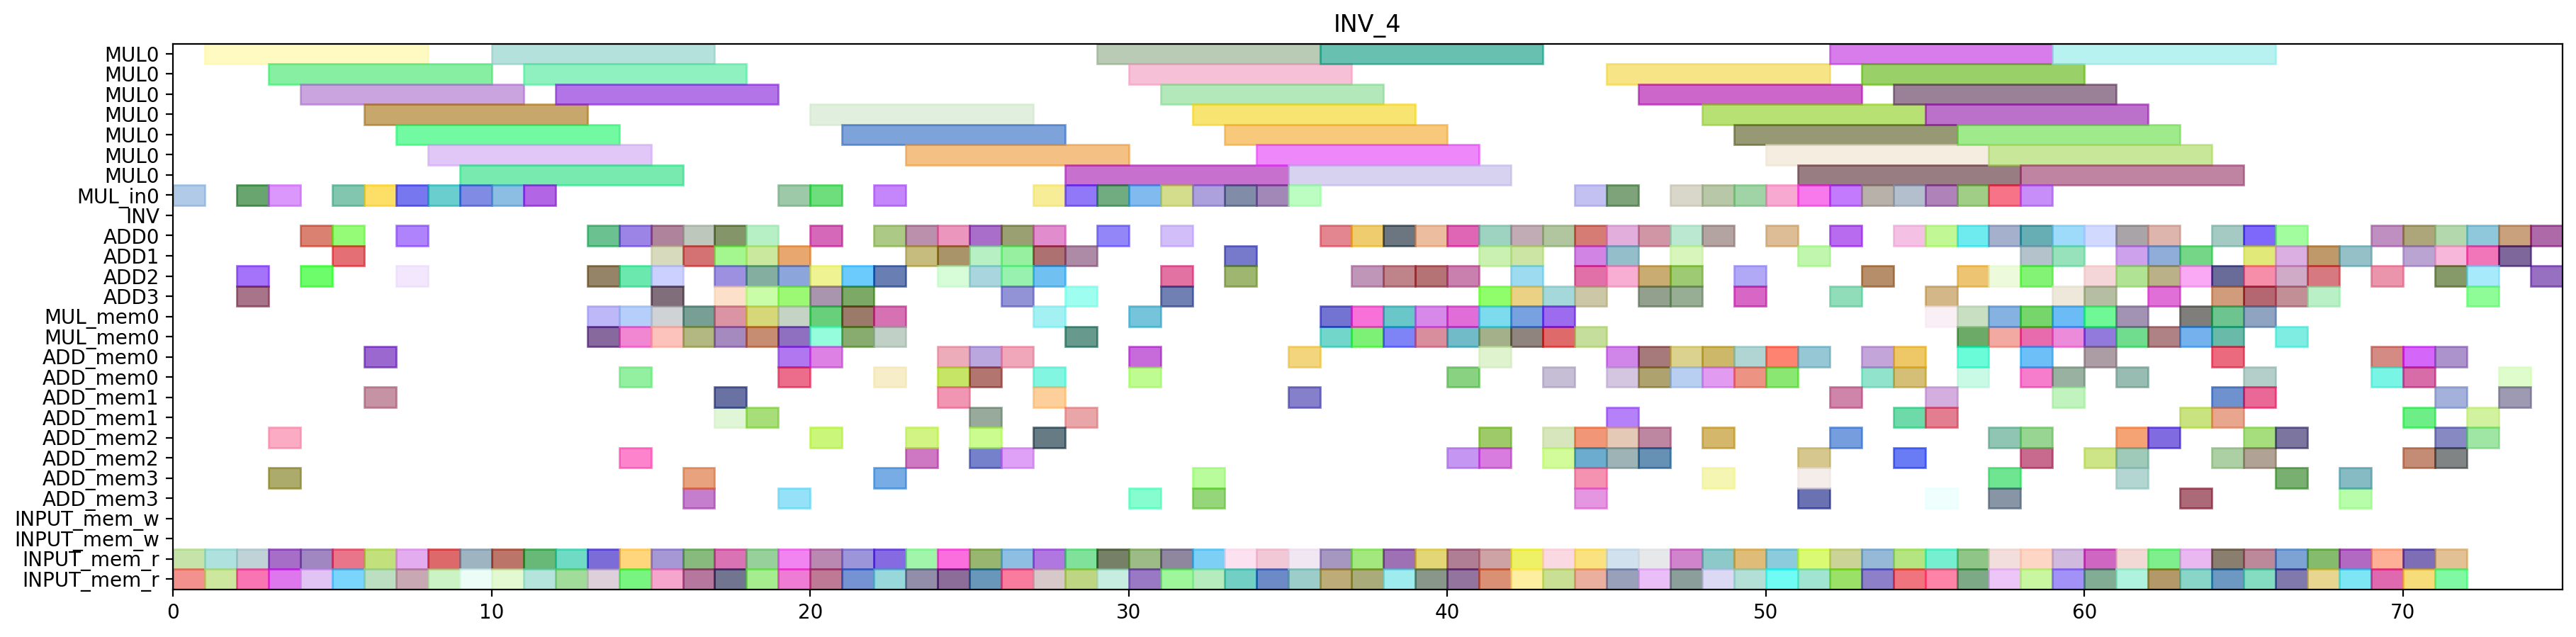 INV_4
MUL0
MUL0
MUL0
MUL0
MUL0
MUL0
MUL0
MUL_in0
INV
ADD0
ADD1
ADD2
ADD3
MUL_mem0
MUL_mem0
ADD_mem0
ADD_mem0
ADD_mem1
ADD_mem1
ADD_mem2
ADD_mem2
ADD_mem3
ADD_mem3
INPUT_mem_w
INPUT_mem_w
INPUT_mem_r
INPUT_mem_r
0 10 20 30 40 50 60 70